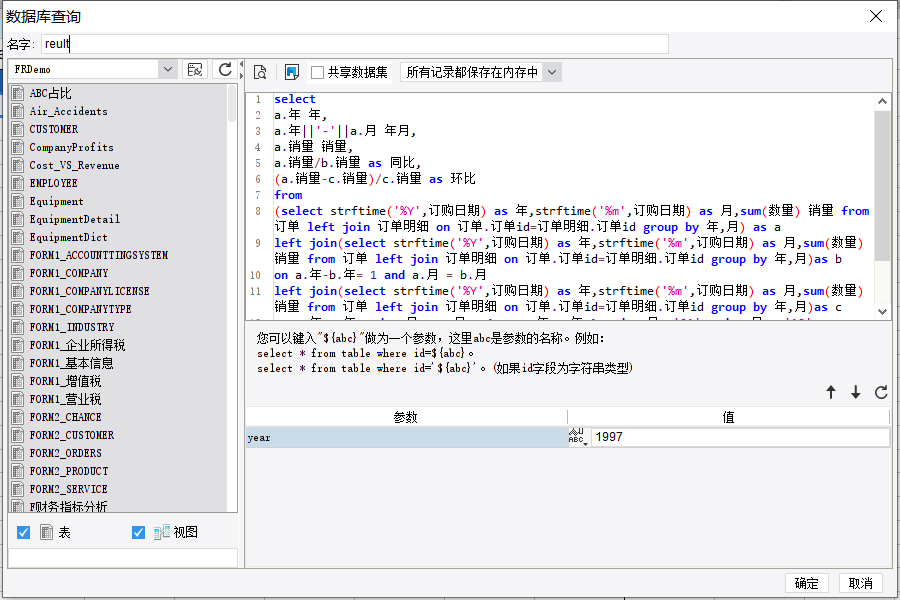 数据库查询
名字: reult
FRDemo
ABC占比
Air_Accidents
CUSTOMER
CompanyProfits
Cost_VS_Revenue
EMPLOYEE
Equipment
EquipmentDetail
EquipmentDict
FORM1_ACCOUNTTINGSYSTEM
FORM1_COMPANY
FORM1_COMPANYLICENSE
FORM1_COMPANYTYPE
FORM1_INDUSTRY
FORM1_企业所得税
FORM1_基本信息
FORM1_增值税
FORM1_营业税
FORM2_CHANCE
FORM2_CUSTOMER
FORM2_ORDERS
FORM2_PRODUCT
FORM2_SERVICE
F财务指标分析
表 视图
共享数据集 所有记录都保存在内存中
1 select
2 a.年 年,
3 a.年||'-'||a.月 年月,
4 a.销量 销量,
5 a.销量/b.销量 as 同比,
6 (a.销量-c.销量)/c.销量 as 环比
7 from
8 (select strftime('%Y',订购日期) as 年,strftime('%m',订购日期) as 月,sum(数量) 销量 from
订单 left join 订单明细 on 订单.订单id=订单明细.订单id group by 年,月) as a
9 left join(select strftime('%Y',订购日期) as 年,strftime('%m',订购日期) as 月,sum(数量)
销量 from 订单 left join 订单明细 on 订单.订单id=订单明细.订单id group by 年,月)as b
10 on a.年-b.年= 1 and a.月 = b.月
11 left join(select strftime('%Y',订购日期) as 年,strftime('%m',订购日期) as 月,sum(数量)
销量 from 订单 left join 订单明细 on 订单.订单id=订单明细.订单id group by 年,月)as c
您可以键入"${abc}"做为一个参数，这里abc是参数的名称。例如:
select * from table where id=${abc}。
select * from table where id='${abc}'。(如果id字段为字符串类型)
参数 值
year ABC 1997
确定 取消